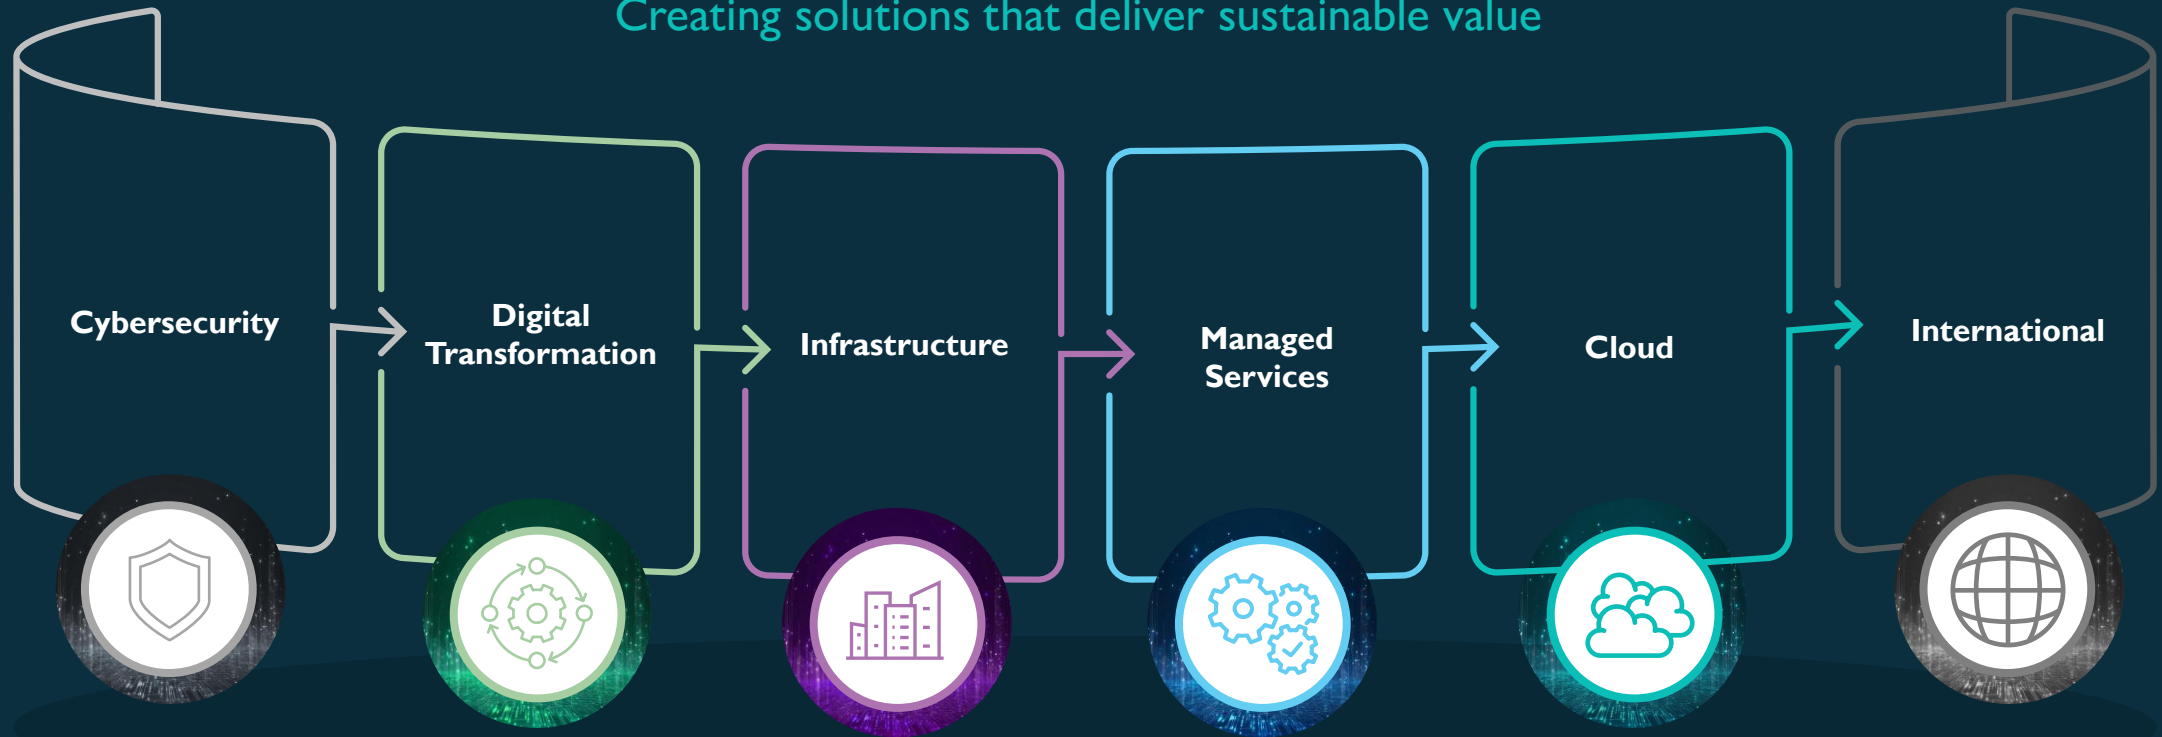 Creating solutions that deliver sustainable value
Cybersecurity
Digital
Transformation
Infrastructure
Managed
Services
Cloud
International